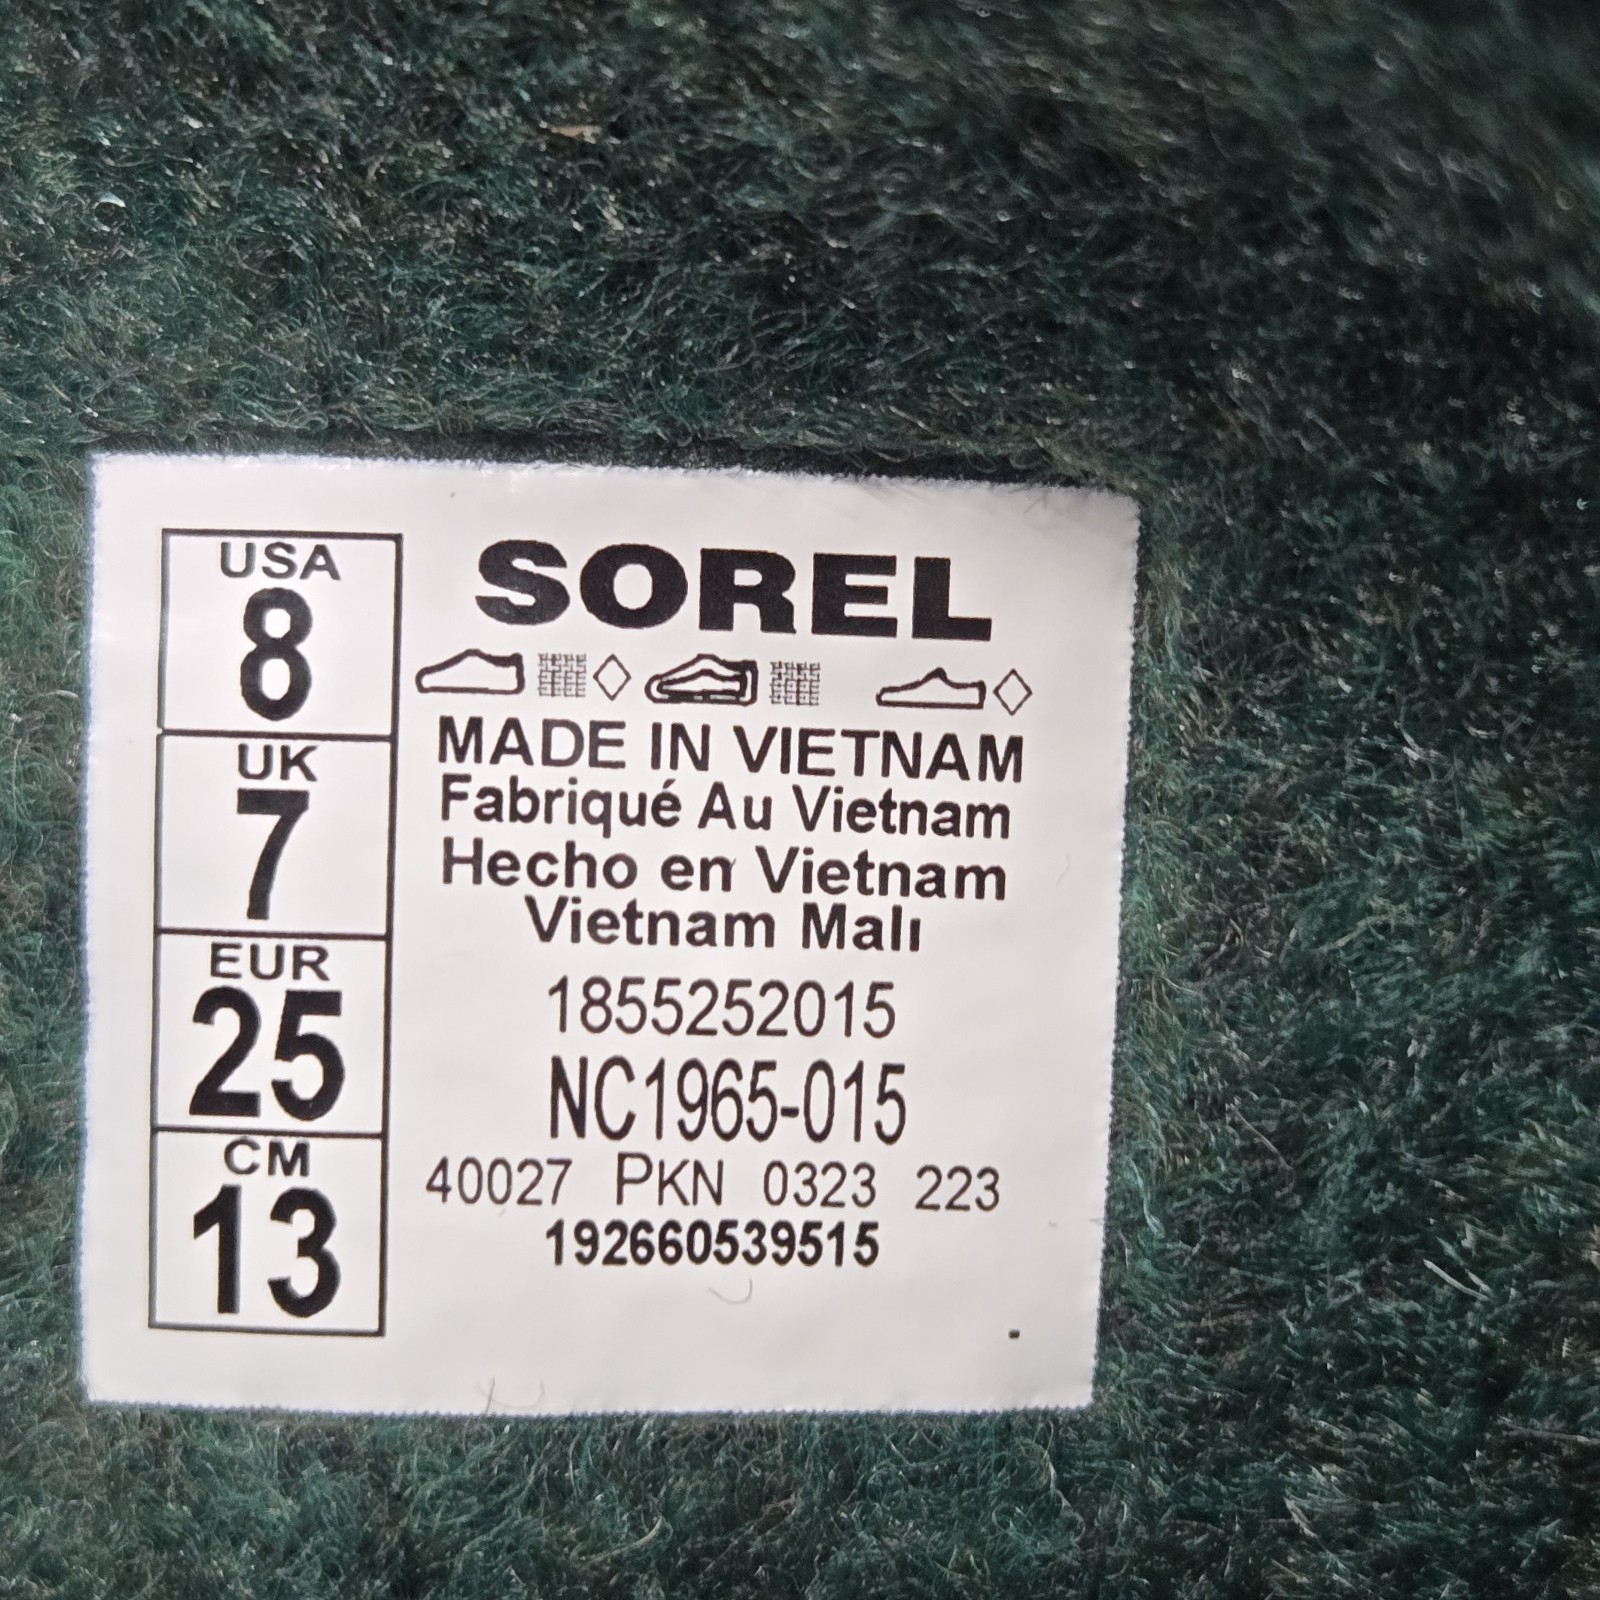 USA
8
UK
7
EUR
25
CM
13
SOREL
MADE IN VIETNAM
Fabriqué Au Vietnam
Hecho en Vietnam
Vietnam Malı
1855252015
NC1965-015
40027 PKN 0323 223
192660539515